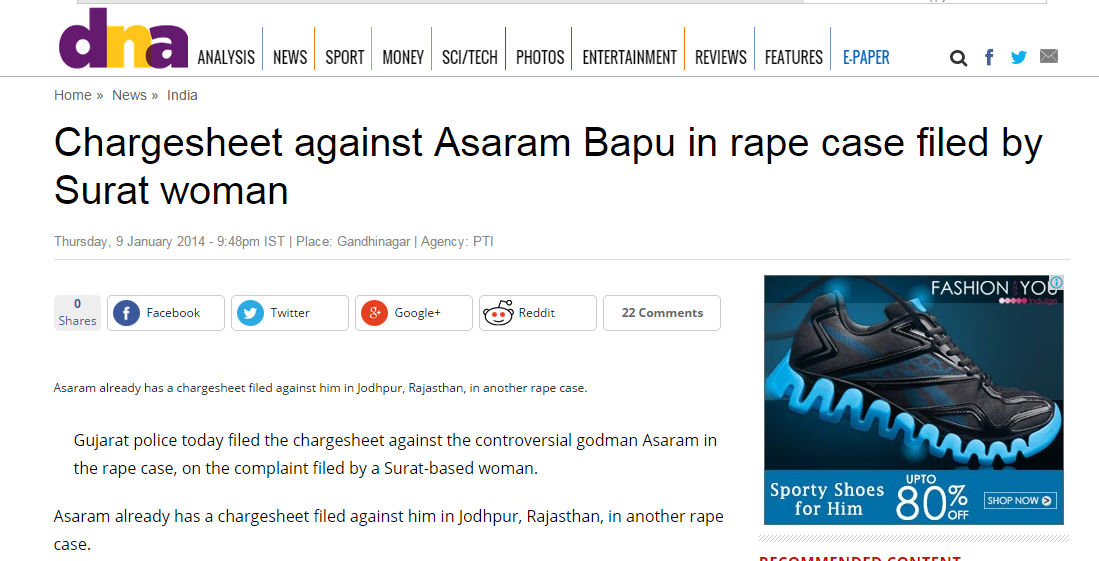 dna
ANALYSIS NEWS SPORT MONEY SCI/TECH PHOTOS ENTERTAINMENT REVIEWS FEATURES E-PAPER
Home » News » India
Chargesheet against Asaram Bapu in rape case filed by
Surat woman
Thursday, 9 January 2014 - 9:48pm IST | Place: Gandhinagar | Agency: PTI
0
Shares
Facebook
Twitter
Google+
Reddit
22 Comments
Asaram already has a chargesheet filed against him in Jodhpur, Rajasthan, in another rape case.
Gujarat police today filed the chargesheet against the controversial godman Asaram in
the rape case, on the complaint filed by a Surat-based woman.
Asaram already has a chargesheet filed against him in Jodhpur, Rajasthan, in another rape
case.
FASHION AND YOU
Indulge
Sporty Shoes
for Him
UPTO
80%
OFF
SHOP NOW
RECOMMENDED CONTENT